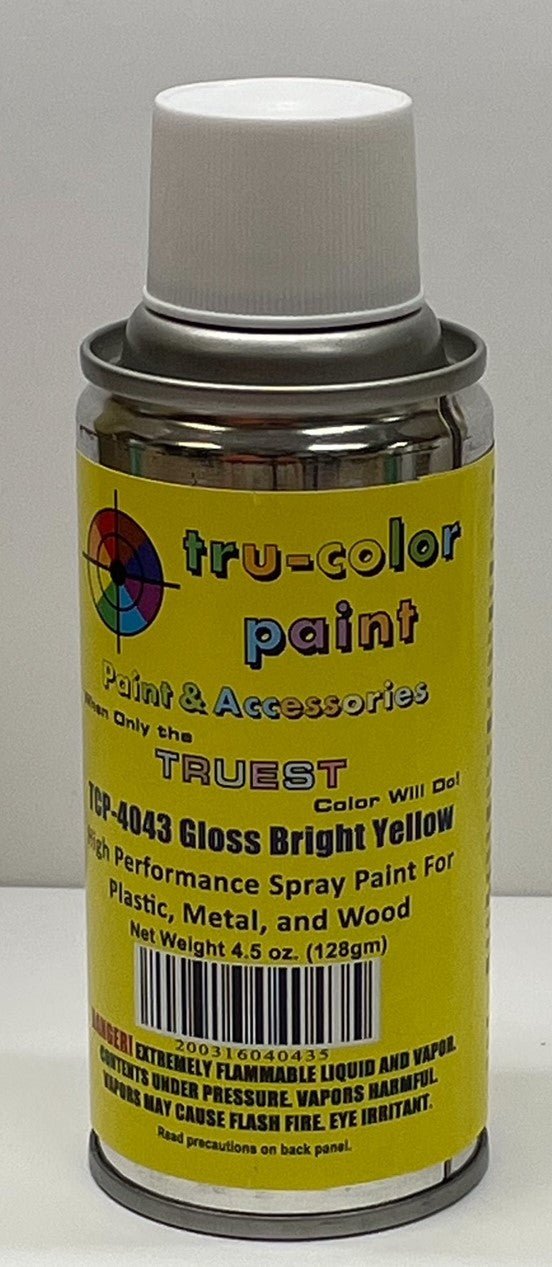 tru-color
paint
Paint & Accessories
When Only the
TRUEST
Color Will Do!
TCP-4043 Gloss Bright Yellow
High Performance Spray Paint For
Plastic, Metal, and Wood
Net Weight 4.5 oz. (128gm)
200316040435
DANGER! EXTREMELY FLAMMABLE LIQUID AND VAPOR.
CONTENTS UNDER PRESSURE. VAPORS HARMFUL.
VAPORS MAY CAUSE FLASH FIRE. EYE IRRITANT.
Read precautions on back panel.